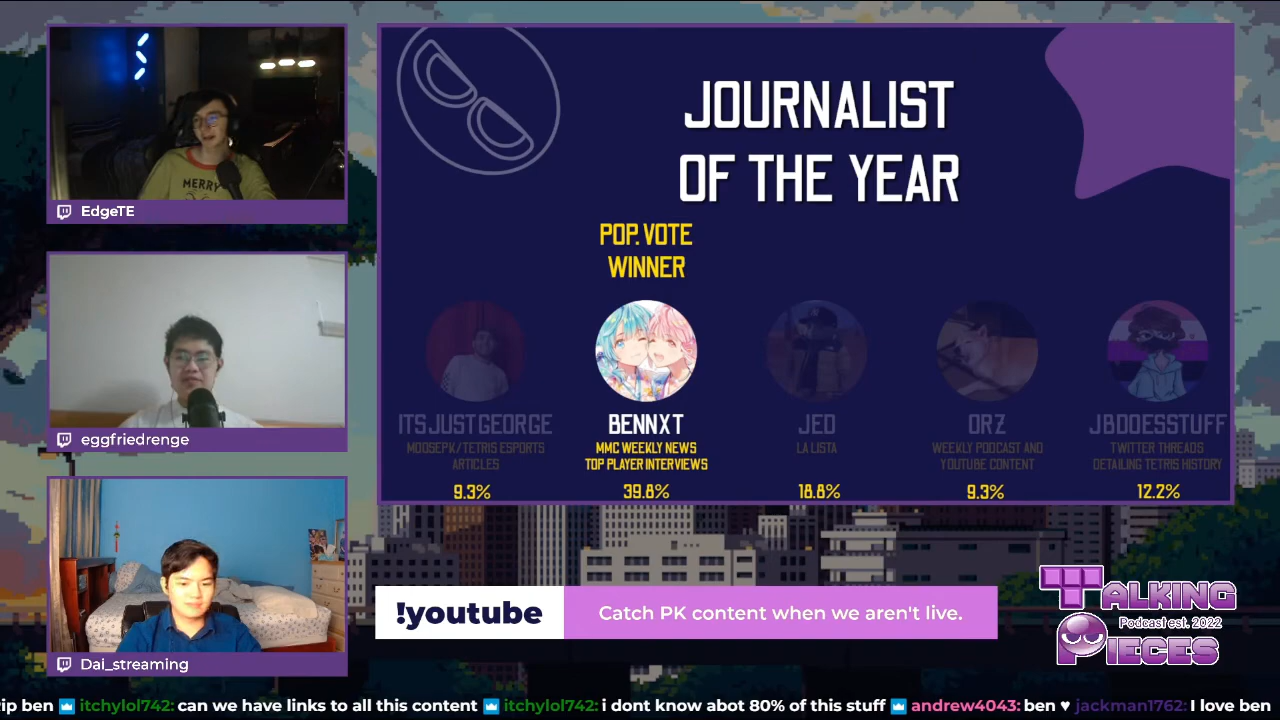 JOURNALIST
OF THE YEAR
POP. VOTE
WINNER
MERRY
EdgeTE
ITSJUSTGEORGE
MOOSEPK/TETRIS ESPORTS
ARTICLES
9.3%
BENNXT
MMC WEEKLY NEWS
TOP PLAYER INTERVIEWS
39.8%
JED
LA LISTA
18.8%
ORZ
WEEKLY PODCAST AND
YOUTUBE CONTENT
9.3%
JBDOESSTUFF
TWITTER THREADS
DETAILING TETRIS HISTORY
12.2%
eggfriedrenge
Dai_streaming
!youtube
Catch PK content when we aren't live.
TALKING
Podcast est. 2022
PIECES
ip ben itchylol742: can we have links to all this content itchylol742: i dont know abot 80% of this stuff andrew4043: ben ♥ jackman1762: I love ben